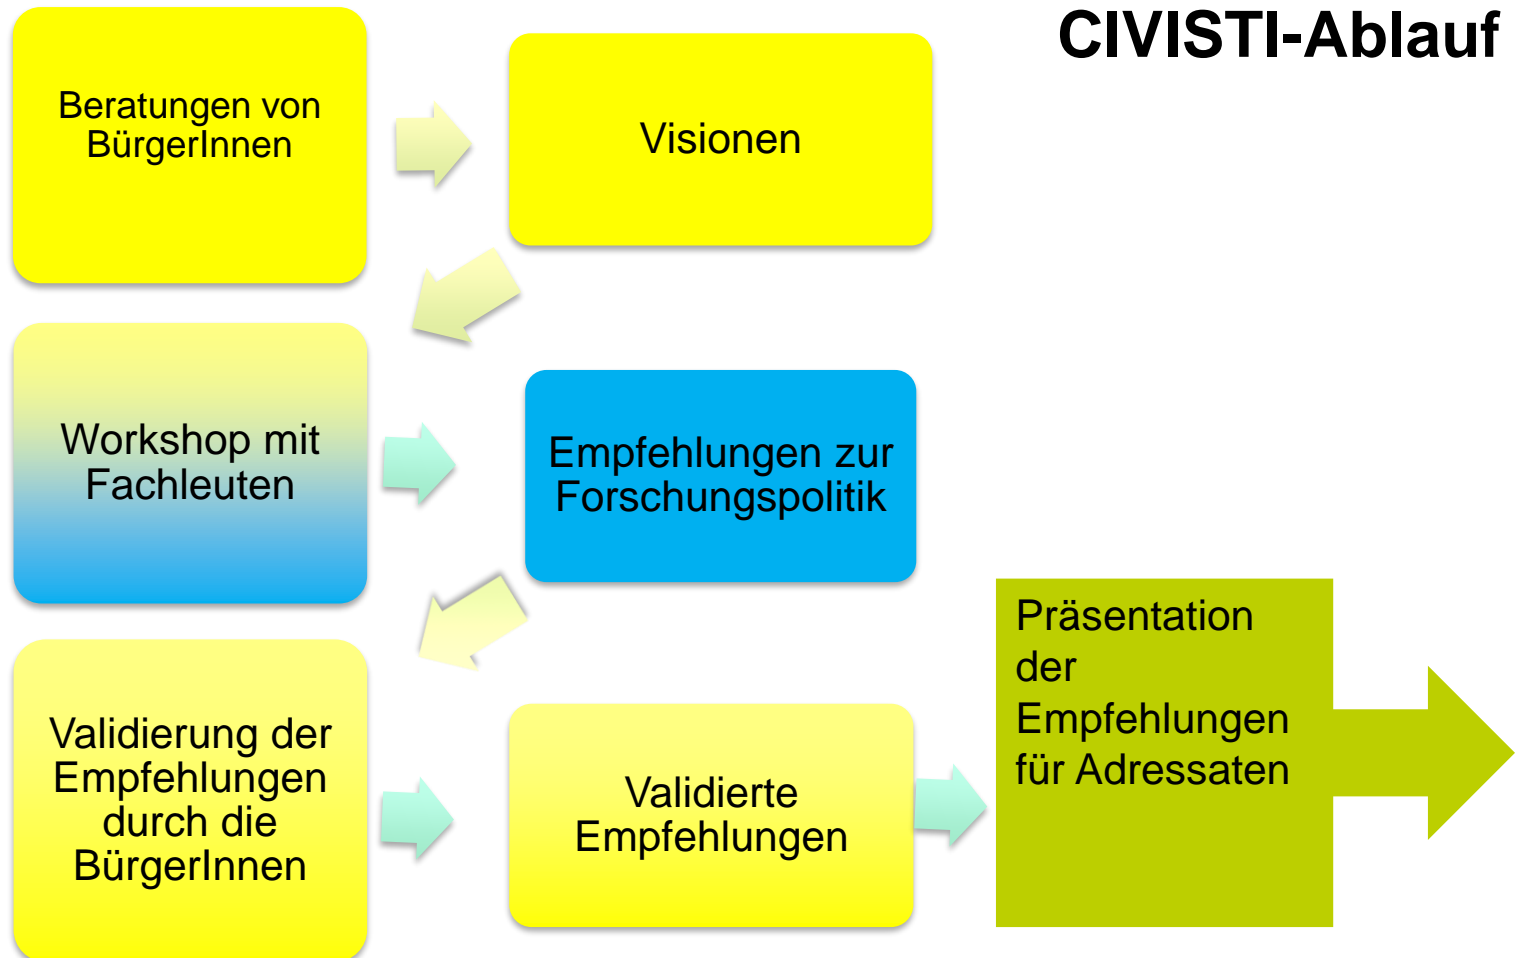 CIVISTI-Ablauf
Beratungen von
BürgerInnen
Visionen
Workshop mit
Fachleuten
Empfehlungen zur
Forschungspolitik
Validierung der
Empfehlungen
durch die
BürgerInnen
Validierte
Empfehlungen
Präsentation
der
Empfehlungen
für Adressaten